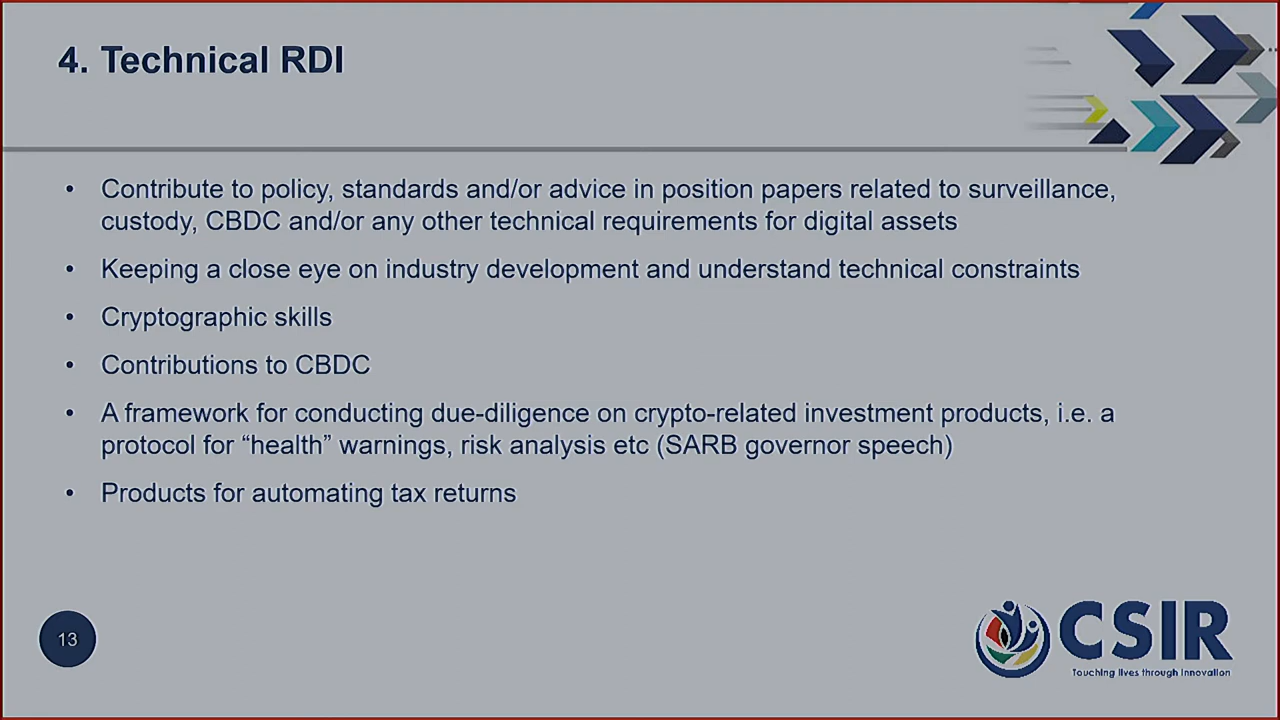 4. Technical RDI
• Contribute to policy, standards and/or advice in position papers related to surveillance,
custody, CBDC and/or any other technical requirements for digital assets
• Keeping a close eye on industry development and understand technical constraints
• Cryptographic skills
• Contributions to CBDC
• A framework for conducting due-diligence on crypto-related investment products, i.e. a
protocol for “health” warnings, risk analysis etc (SARB governor speech)
• Products for automating tax returns
13
CSIR
Touching lives through innovation